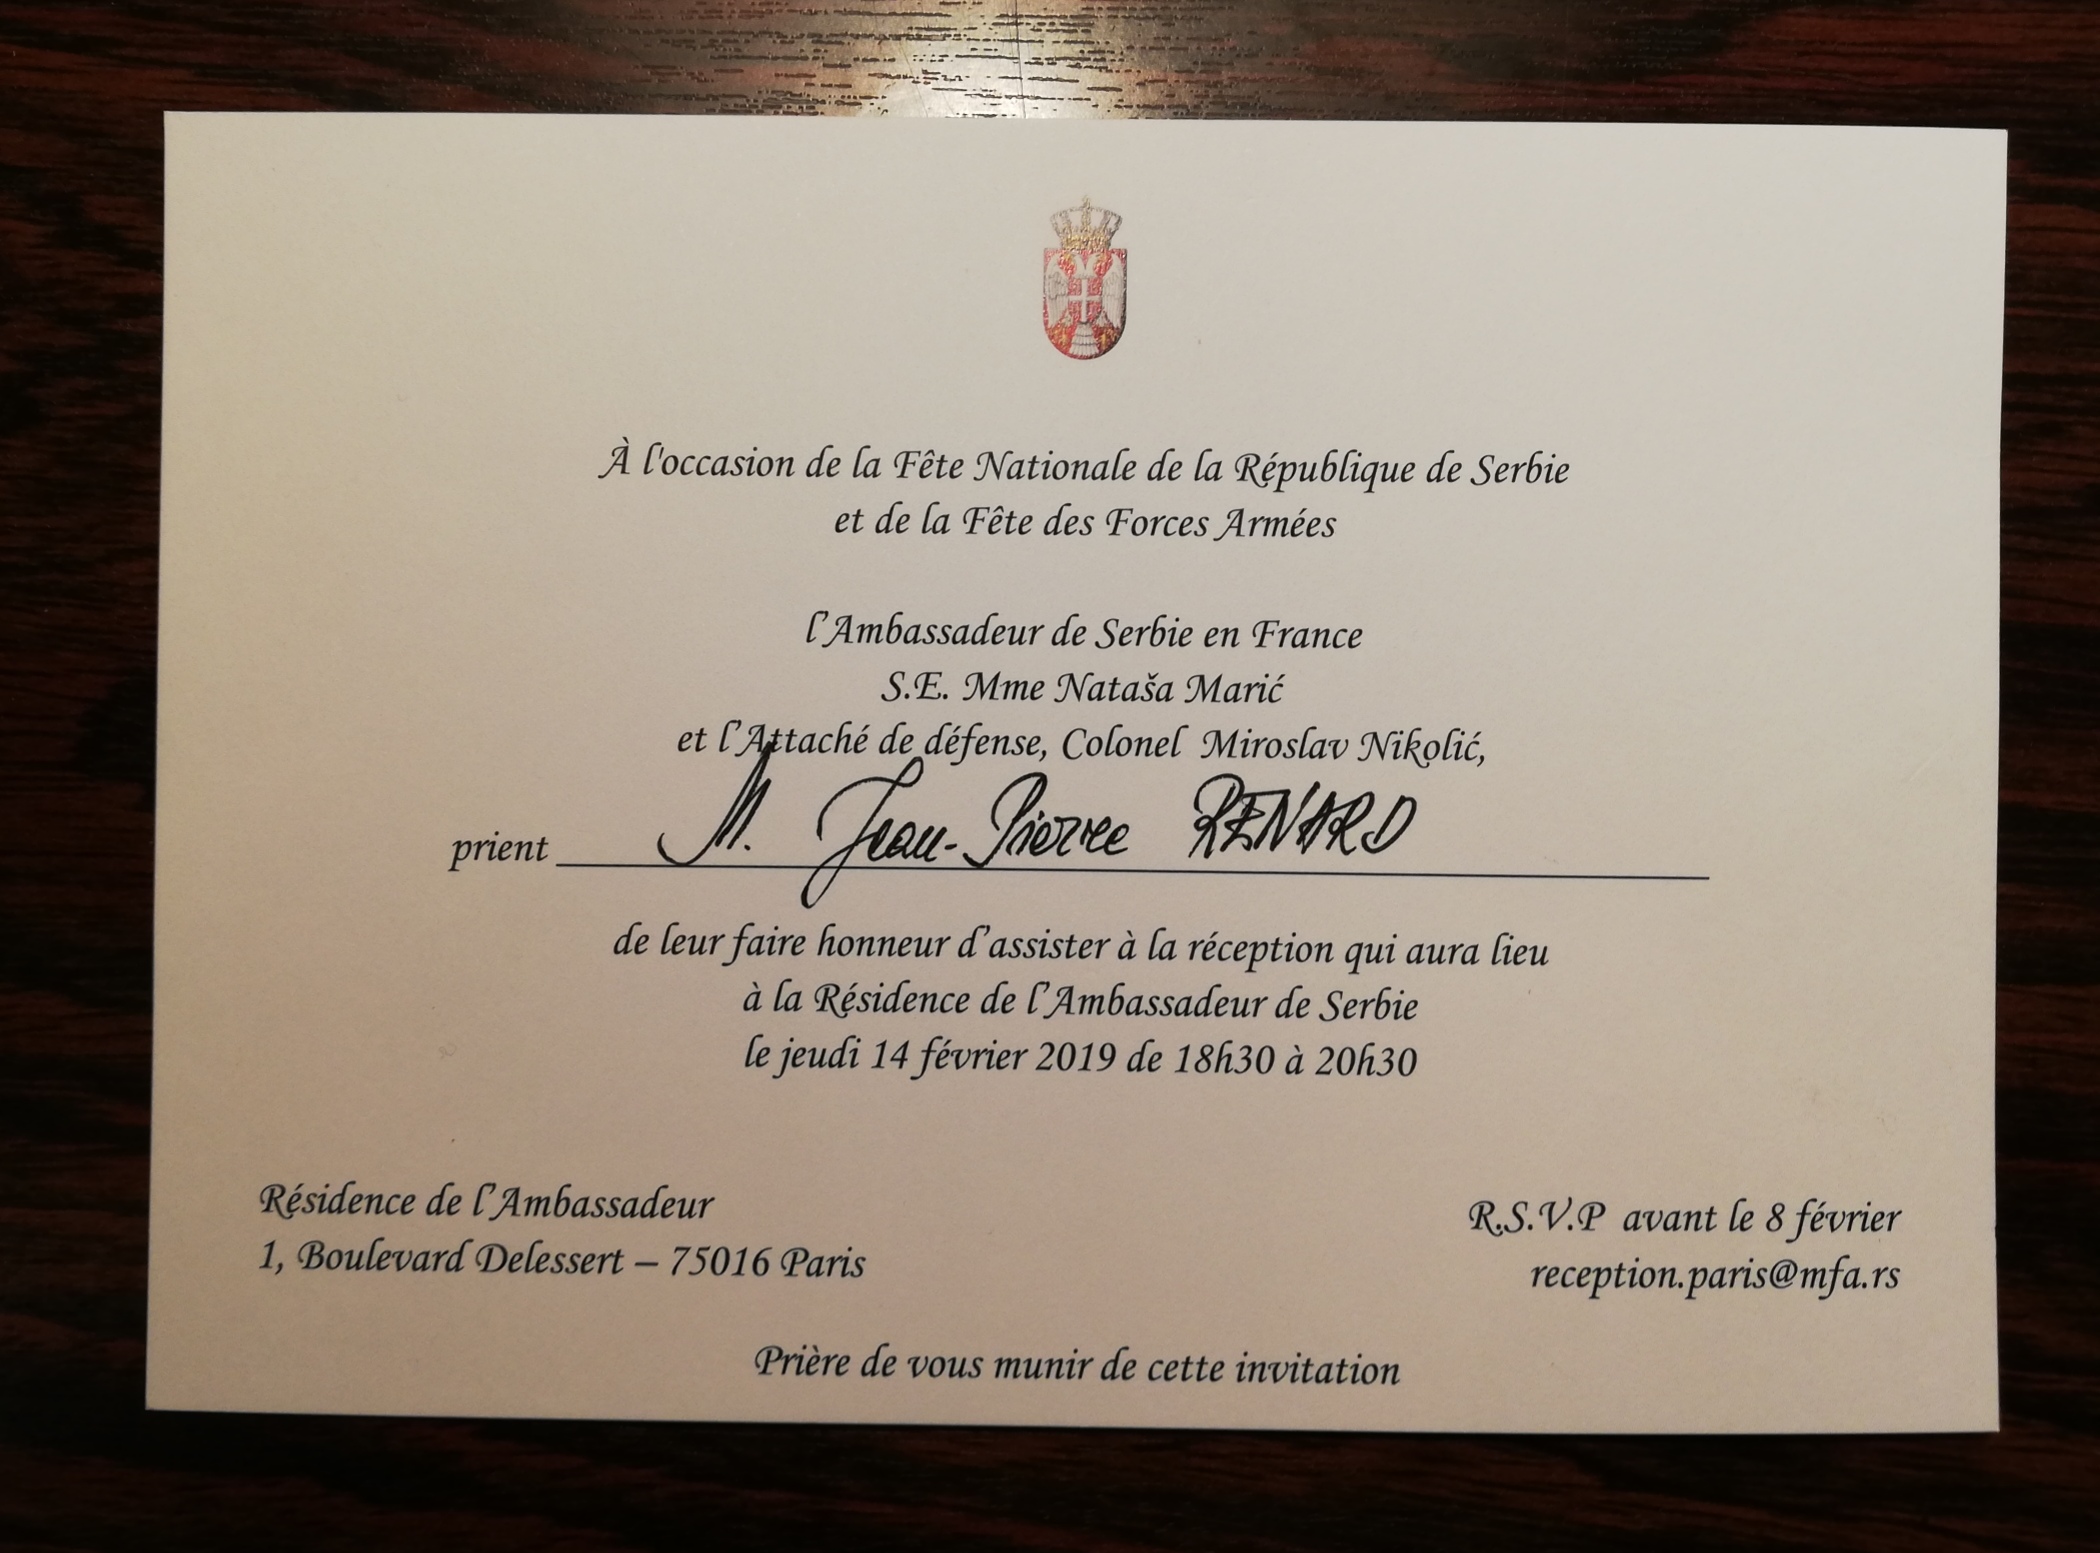 À l'occasion de la Fête Nationale de la République de Serbie
et de la Fête des Forces Armées
l'Ambassadeur de Serbie en France
S.E. Mme Nataša Marić
et l'Attaché de défense, Colonel Miroslav Nikolić,
prient M. Jean-Pierre RENARD
de leur faire honneur d'assister à la réception qui aura lieu
à la Résidence de l'Ambassadeur de Serbie
le jeudi 14 février 2019 de 18h30 à 20h30
Résidence de l'Ambassadeur
1, Boulevard Delessert – 75016 Paris
R.S.V.P avant le 8 février
reception.paris@mfa.rs
Prière de vous munir de cette invitation